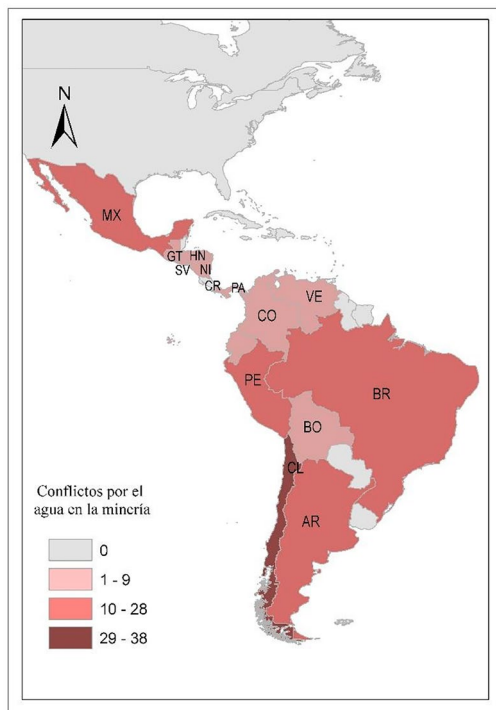 N
MX
GT HN
SV NI
CR PA
VE
CO
PE
BR
BO
CL
AR
Conflictos por el
agua en la minería
0
1 - 9
10 - 28
29 - 38